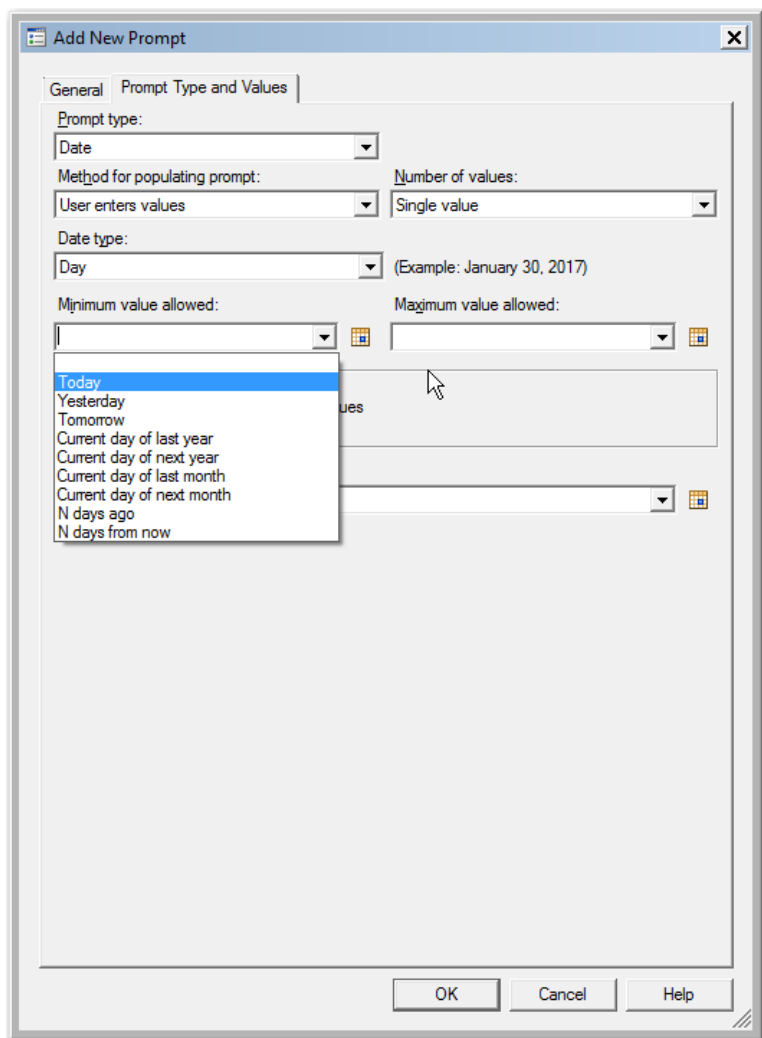 Add New Prompt
General Prompt Type and Values
Prompt type:
Date
Method for populating prompt: Number of values:
User enters values Single value
Date type:
Day (Example: January 30, 2017)
Minimum value allowed: Maximum value allowed:
Today
Yesterday
ues
Tomorrow
Current day of last year
Current day of next year
Current day of last month
Current day of next month
N days ago
N days from now
OK Cancel Help